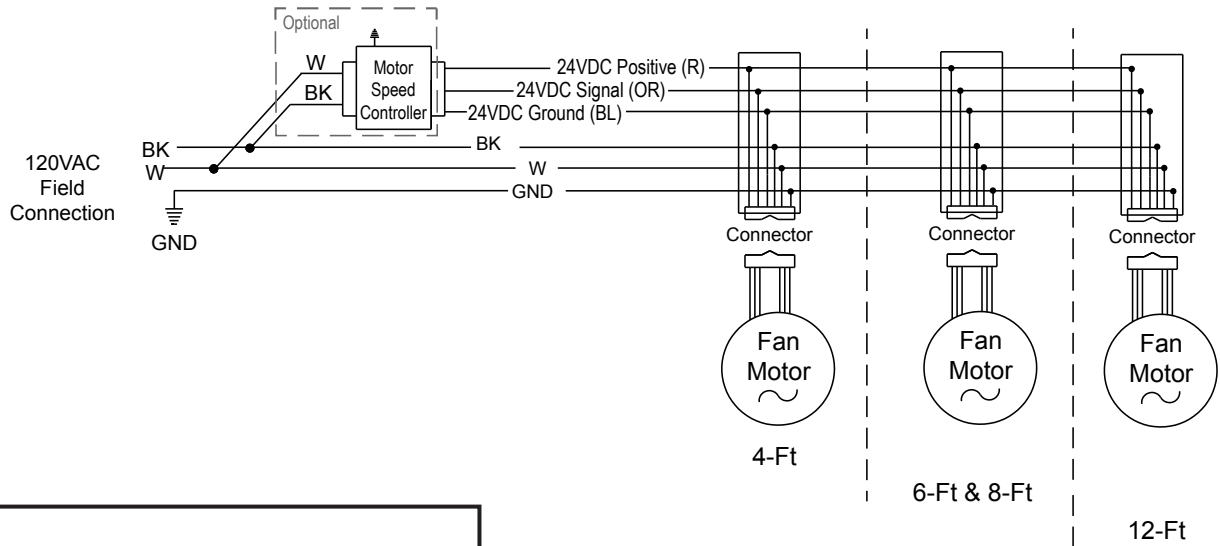 Optional
W
BK
Motor
Speed
Controller
24VDC Positive (R)
24VDC Signal (OR)
24VDC Ground (BL)
120VAC
Field
Connection
BK
W
GND
BK
W
GND
Connector
Connector
Connector
Fan
Motor
Fan
Motor
Fan
Motor
4-Ft
6-Ft & 8-Ft
12-Ft